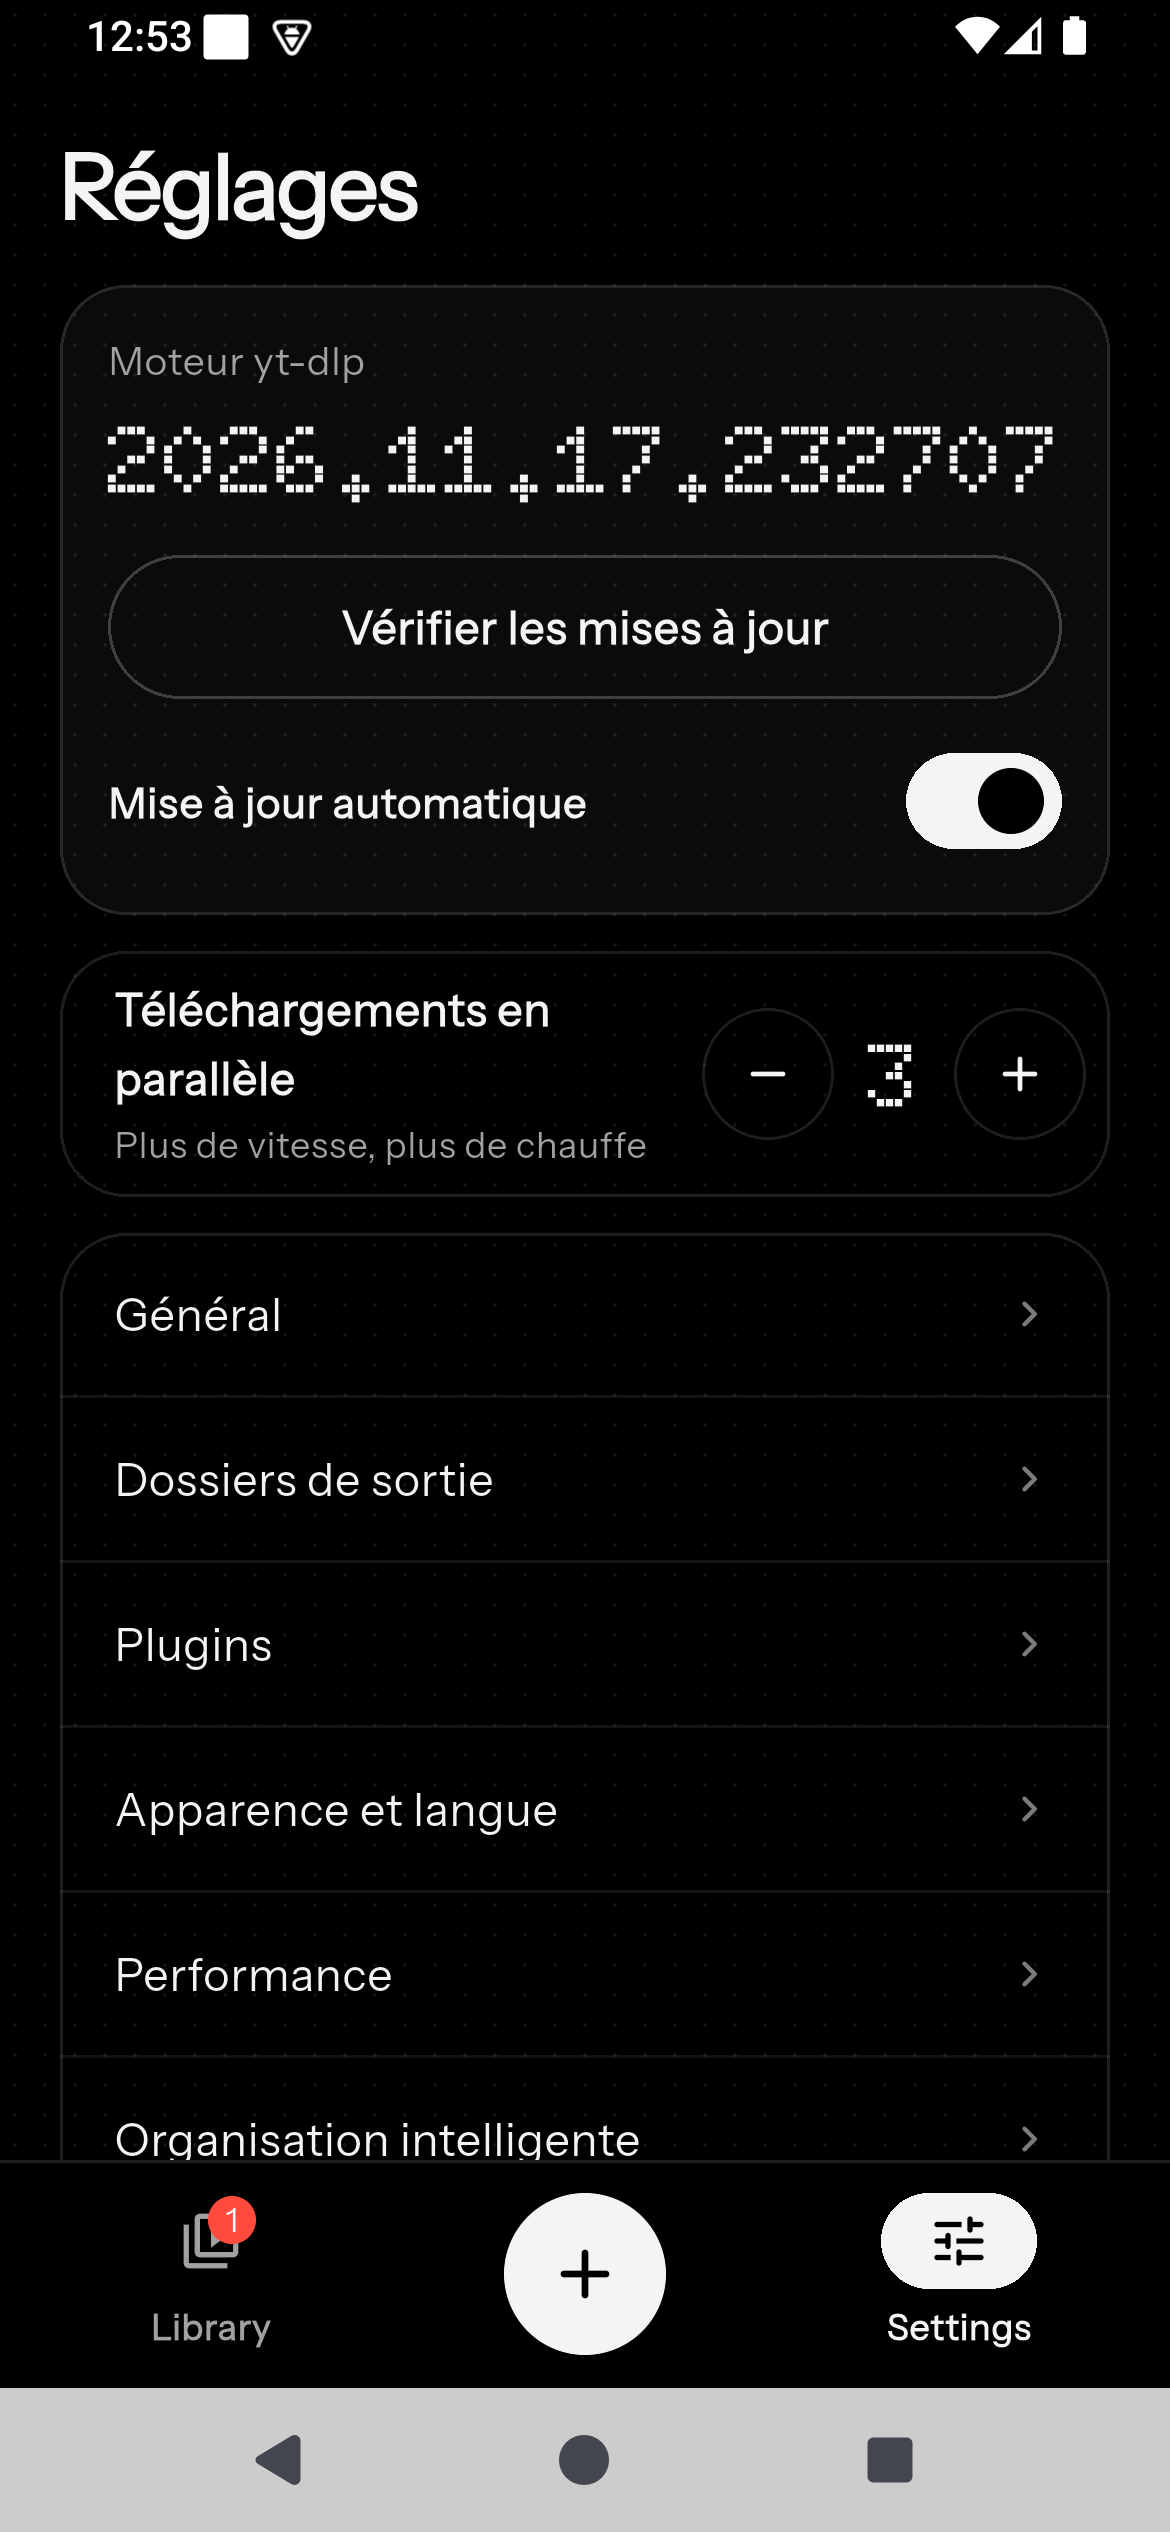 12:53
Réglages
Moteur yt-dlp
2026.11.17.232707
Vérifier les mises à jour
Mise à jour automatique
Téléchargements en
parallèle
Plus de vitesse, plus de chauffe
3
Général
Dossiers de sortie
Plugins
Apparence et langue
Performance
Organisation intelligente
1
Library
Settings